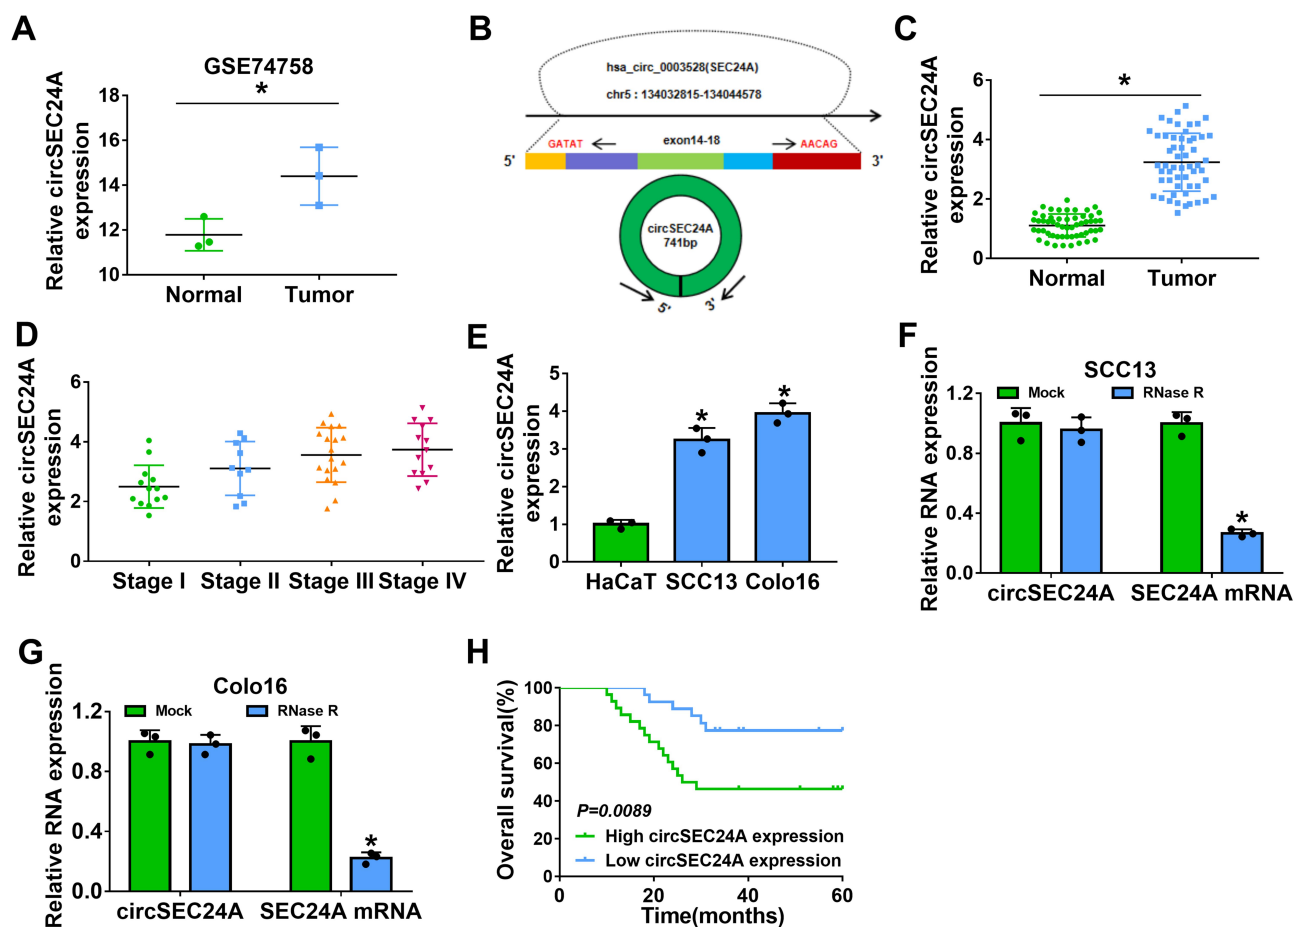 A
GSE74758
*
Relative circSEC24A
expression
18
16
14
12
10
Normal
Tumor
B
hsa_circ_0003528(SEC24A)
chr5 : 134032815-134044578
GATAT
exon14-18
AACAG
5'
3'
circSEC24A
741bp
5'
3'
C
Relative circSEC24A
expression
*
6
4
2
0
Normal
Tumor
D
Relative circSEC24A
expression
6
4
2
0
Stage I
Stage II
Stage III
Stage IV
E
Relative circSEC24A
expression
5
4
3
2
1
0
*
*
HaCaT
SCC13
Colo16
F
SCC13
Mock
RNase R
Relative RNA expression
1.2
0.8
0.4
0.0
*
circSEC24A
SEC24A mRNA
G
Colo16
Mock
RNase R
Relative RNA expression
1.2
0.8
0.4
0.0
*
circSEC24A
SEC24A mRNA
H
Overall survival(%)
100
80
60
40
20
0
P=0.0089
High circSEC24A expression
Low circSEC24A expression
0
20
40
60
Time(months)